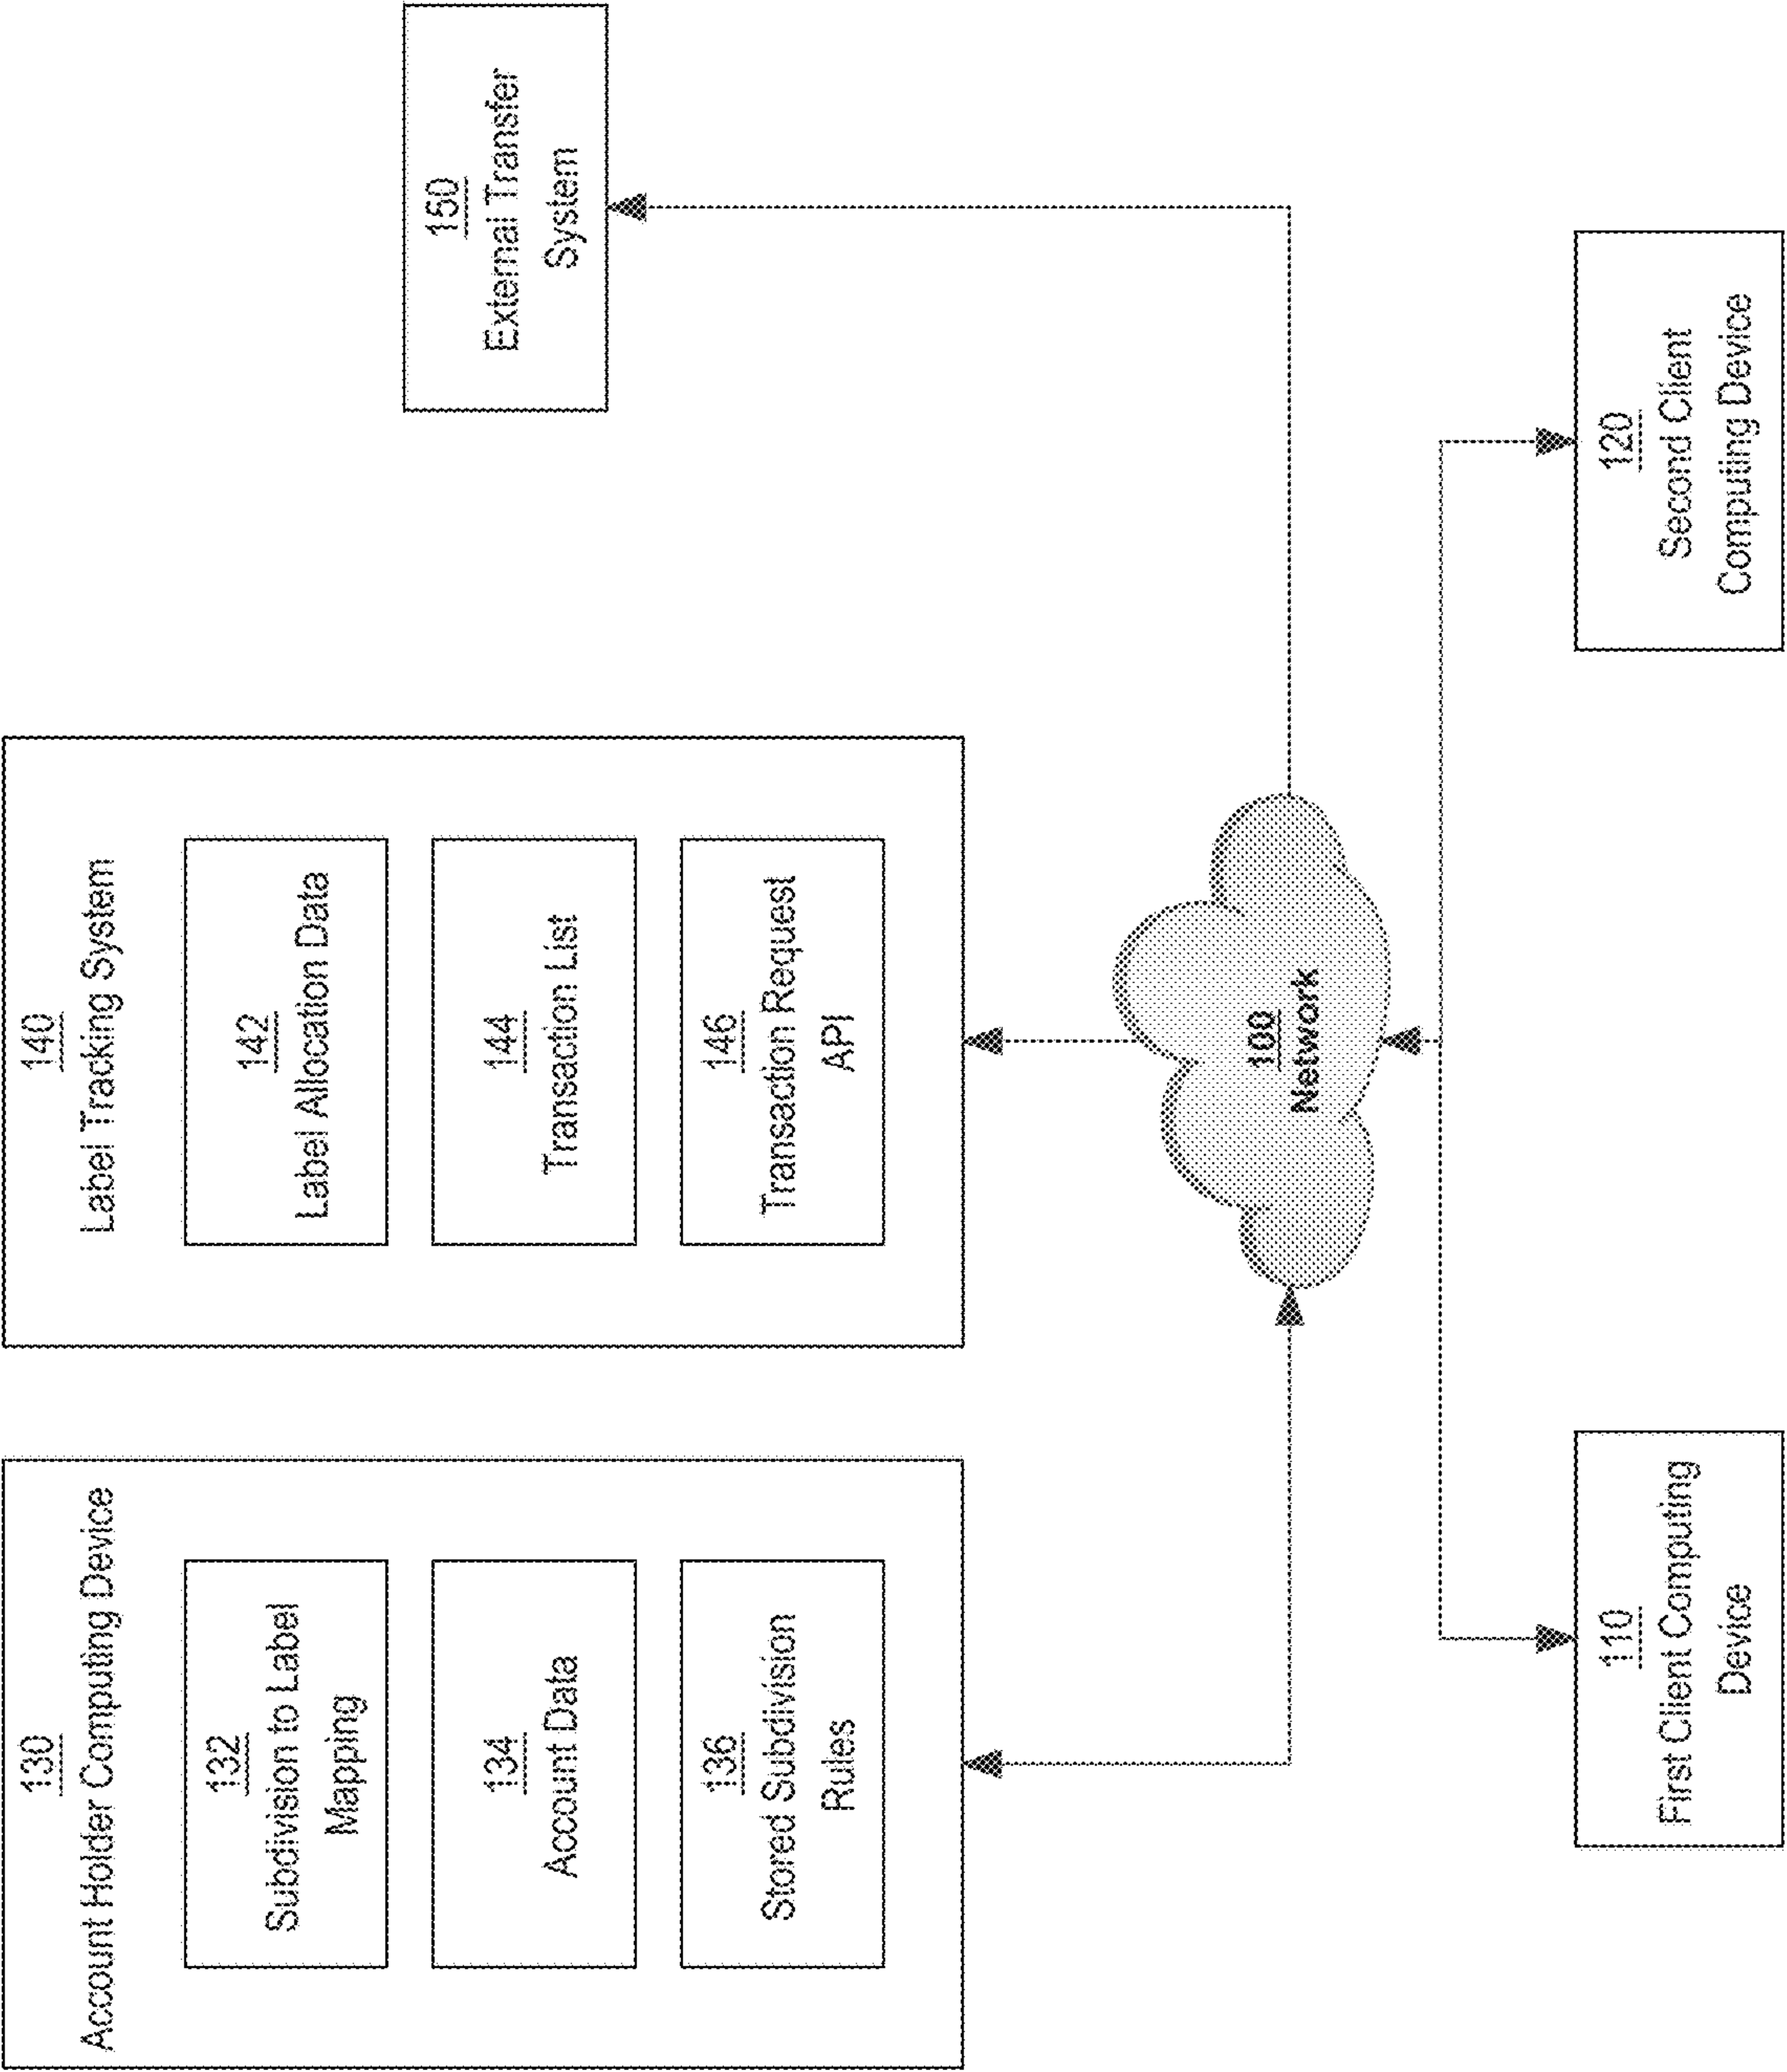 130
Account Holder Computing Device
132
Subdivision to Label
Mapping
134
Account Data
136
Stored Subdivision
Rules
140
Label Tracking System
142
Label Allocation Data
144
Transaction List
146
Transaction Request
API
150
External Transfer
System
100
Network
110
First Client Computing
Device
120
Second Client
Computing Device